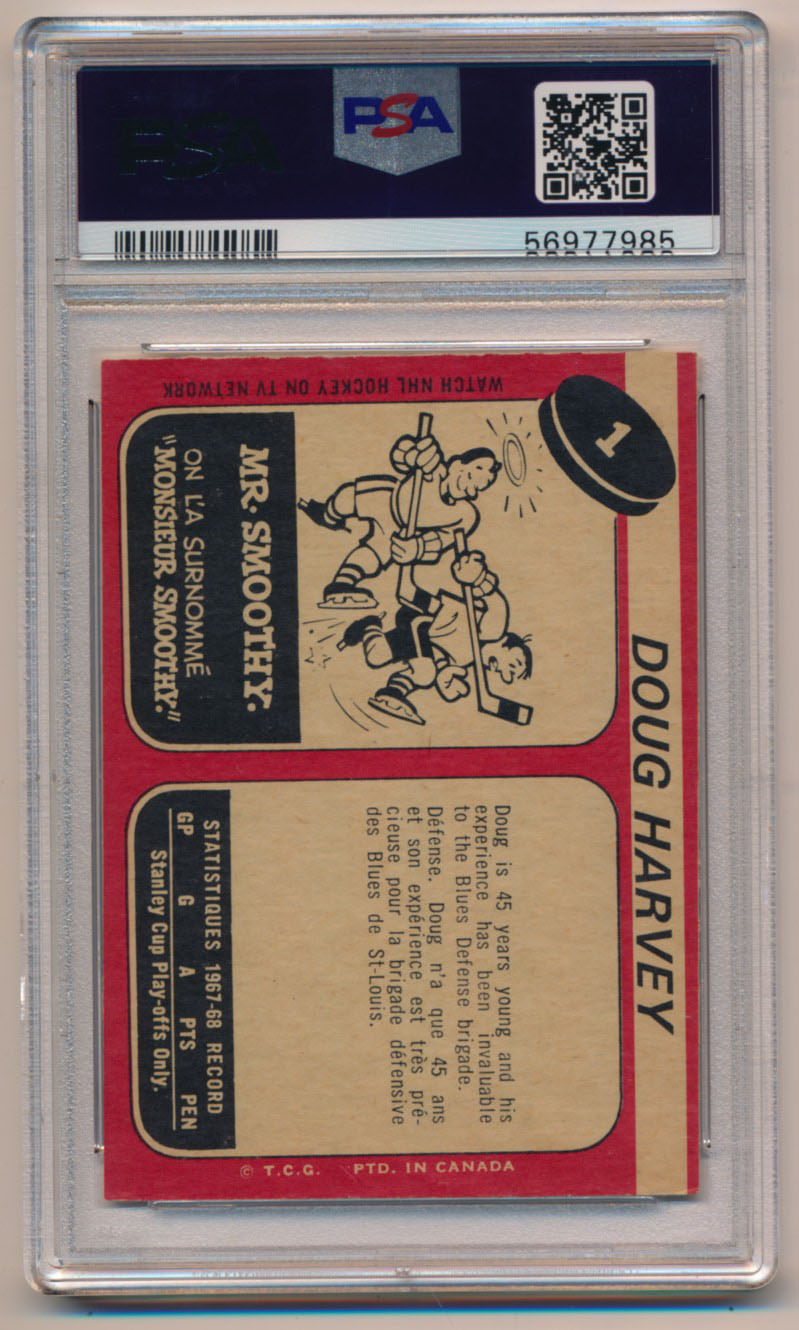 PSA
PSA
56977985
WATCH NHL HOCKEY ON TV NETWORK
1
DOUG HARVEY
MR. SMOOTHY.
ON L'A SURNOMMÉ
"MONSIEUR SMOOTHY."
Doug is 45 years young and his
experience has been invaluable
to the Blues Defense brigade.
Défense. Doug n'a que 45 ans
et son expérience est très pré-
cieuse pour la brigade défensive
des Blues de St-Louis.
STATISTIQUES 1967-68 RECORD
GP G A PTS PEN
Stanley Cup Play-offs Only.
© T.C.G. PTD. IN CANADA